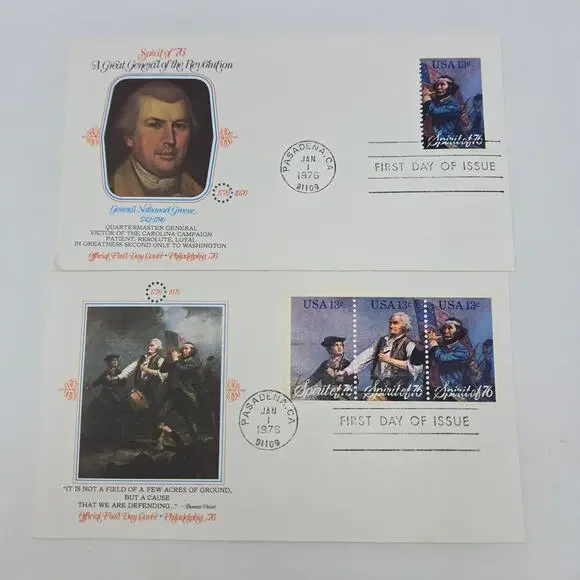 Spirit of '76
A Great General of the Revolution
USA 13c
Spirit of 76
PASADENA, CA
JAN
1
1976
91109
FIRST DAY OF ISSUE
1776 1976
General Nathanael Greene
1742-1786
QUARTERMASTER GENERAL
VICTOR OF THE CAROLINA CAMPAIGN
PATIENT, RESOLUTE, LOYAL
IN GREATNESS SECOND ONLY TO WASHINGTON
Official First Day Cover • Philadelphia '76
1776 1976
USA 13c USA 13c USA 13c
Spirit of 76 Spirit of 76 Spirit of 76
PASADENA, CA
JAN
1
1976
91109
FIRST DAY OF ISSUE
"IT IS NOT A FIELD OF A FEW ACRES OF GROUND,
BUT A CAUSE
THAT WE ARE DEFENDING..." —Thomas Paine
Official First Day Cover • Philadelphia '76